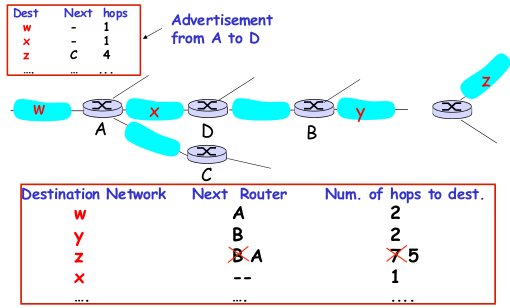 Dest Next hops
w - 1
x - 1
z C 4
.... ... ...
Advertisement
from A to D
w
A
x
D
C
B
y
z
Destination Network Next Router Num. of hops to dest.
w A 2
y B 2
z B A 7 5
x -- 1
.... .... ....